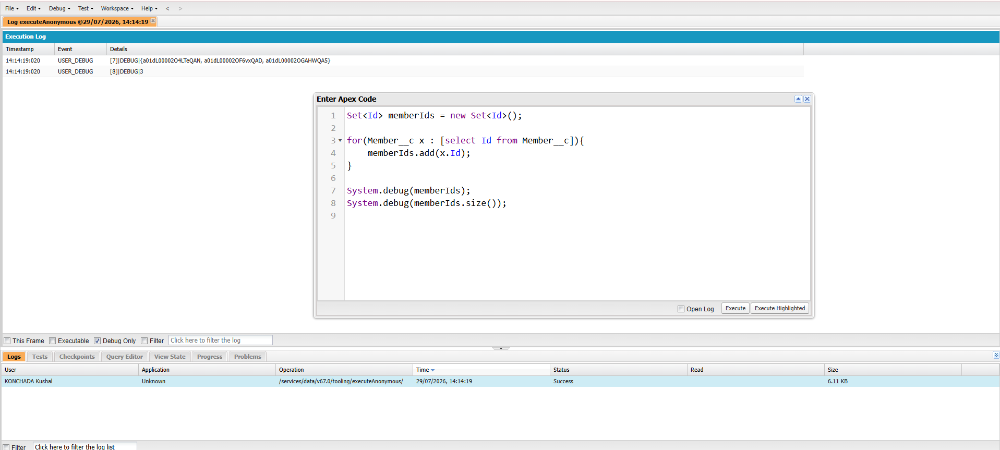 File Edit Debug Test Workspace Help < >
Log executeAnonymous @29/07/2026, 14:14:19
Execution Log
Timestamp Event Details
14:14:19:020 USER_DEBUG [7]|DEBUG|{a01dL00002O4LTeQAN, a01dL00002OF6vxQAD, a01dL00002OGAHWQA5}
14:14:19:020 USER_DEBUG [8]|DEBUG|3
Enter Apex Code
1 Set<Id> memberIds = new Set<Id>();
2
3 for(Member__c x : [select Id from Member__c]){
4 memberIds.add(x.Id);
5 }
6
7 System.debug(memberIds);
8 System.debug(memberIds.size());
9
Open Log Execute Execute Highlighted
This Frame Executable Debug Only Filter Click here to filter the log
Logs Tests Checkpoints Query Editor View State Progress Problems
User Application Operation Time Status Read Size
KONCHADA Kushal Unknown /services/data/v67.0/tooling/executeAnonymous/ 29/07/2026, 14:14:19 Success 6.11 KB
Filter Click here to filter the log list